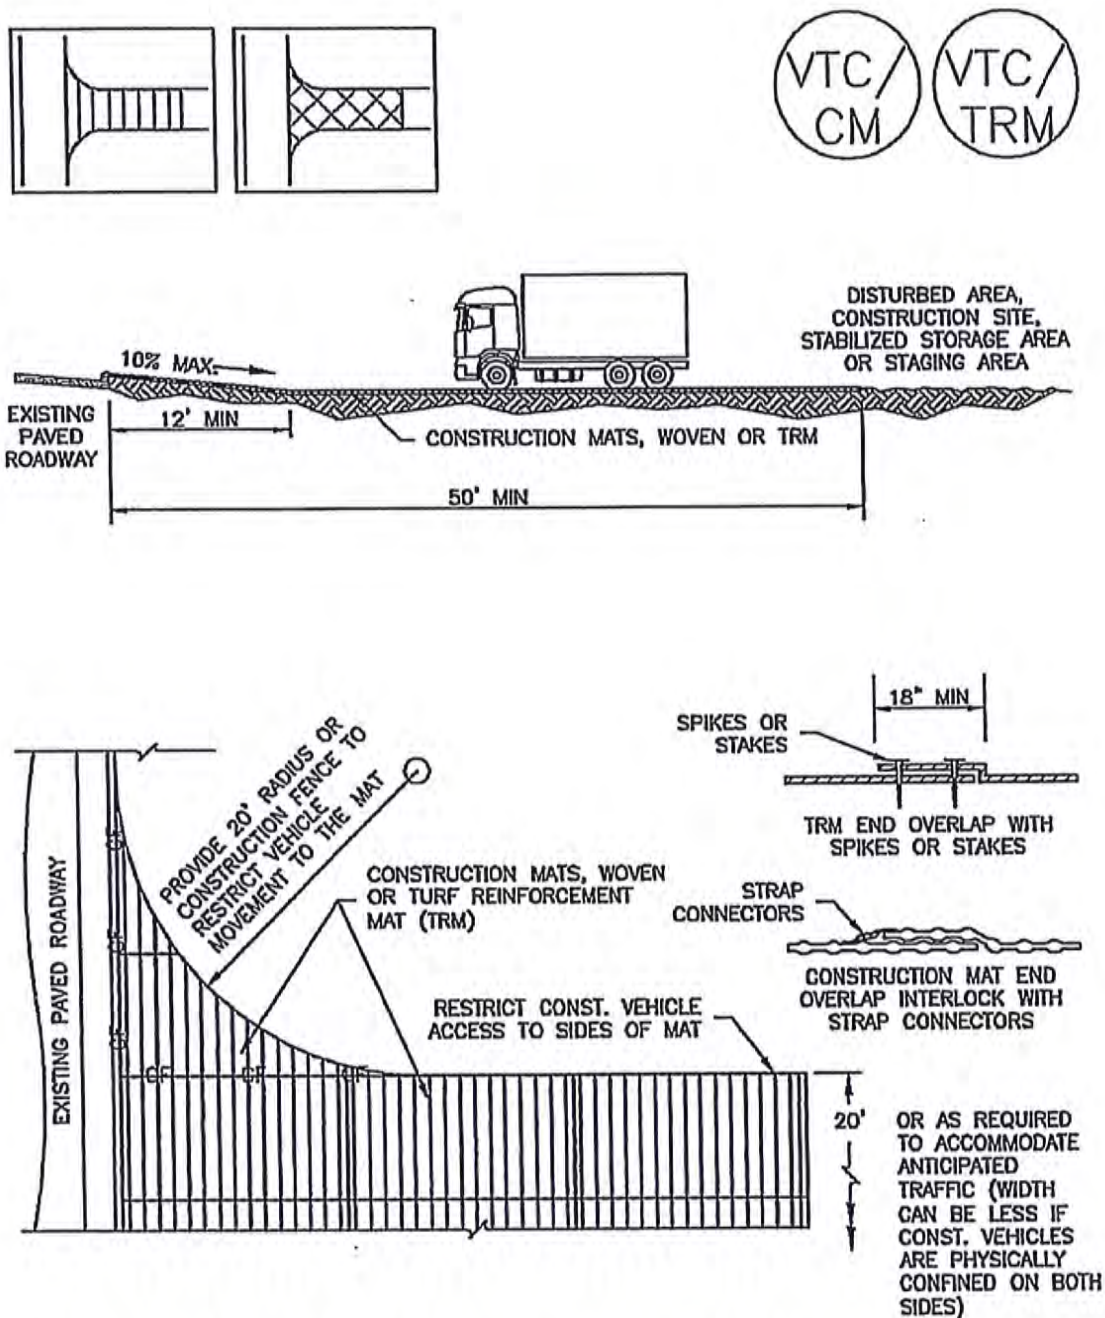 VTC/
CM
VTC/
TRM
DISTURBED AREA,
CONSTRUCTION SITE,
STABILIZED STORAGE AREA
OR STAGING AREA
10% MAX.
EXISTING
PAVED
ROADWAY
12' MIN
CONSTRUCTION MATS, WOVEN OR TRM
50' MIN
PROVIDE 20' RADIUS OR
CONSTRUCTION FENCE TO
RESTRICT VEHICLE
MOVEMENT TO THE MAT
18" MIN
SPIKES OR
STAKES
TRM END OVERLAP WITH
SPIKES OR STAKES
EXISTING PAVED ROADWAY
CONSTRUCTION MATS, WOVEN
OR TURF REINFORCEMENT
MAT (TRM)
STRAP
CONNECTORS
CONSTRUCTION MAT END
OVERLAP INTERLOCK WITH
STRAP CONNECTORS
RESTRICT CONST. VEHICLE
ACCESS TO SIDES OF MAT
CF CF CF
20'
OR AS REQUIRED
TO ACCOMMODATE
ANTICIPATED
TRAFFIC (WIDTH
CAN BE LESS IF
CONST. VEHICLES
ARE PHYSICALLY
CONFINED ON BOTH
SIDES)